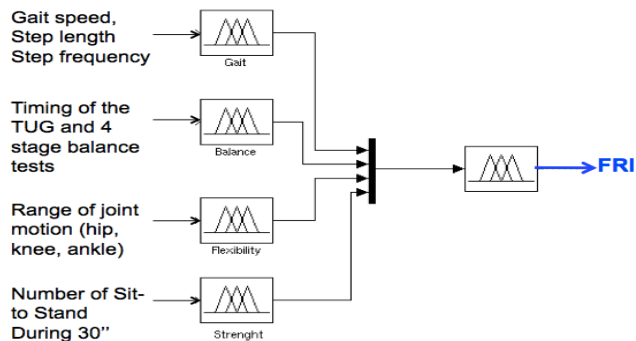 Gait speed,
Step length
Step frequency
Gait
Timing of the
TUG and 4
stage balance
tests
Balance
FRI
Range of joint
motion (hip,
knee, ankle)
Flexibility
Number of Sit-
to Stand
During 30’’
Strenght